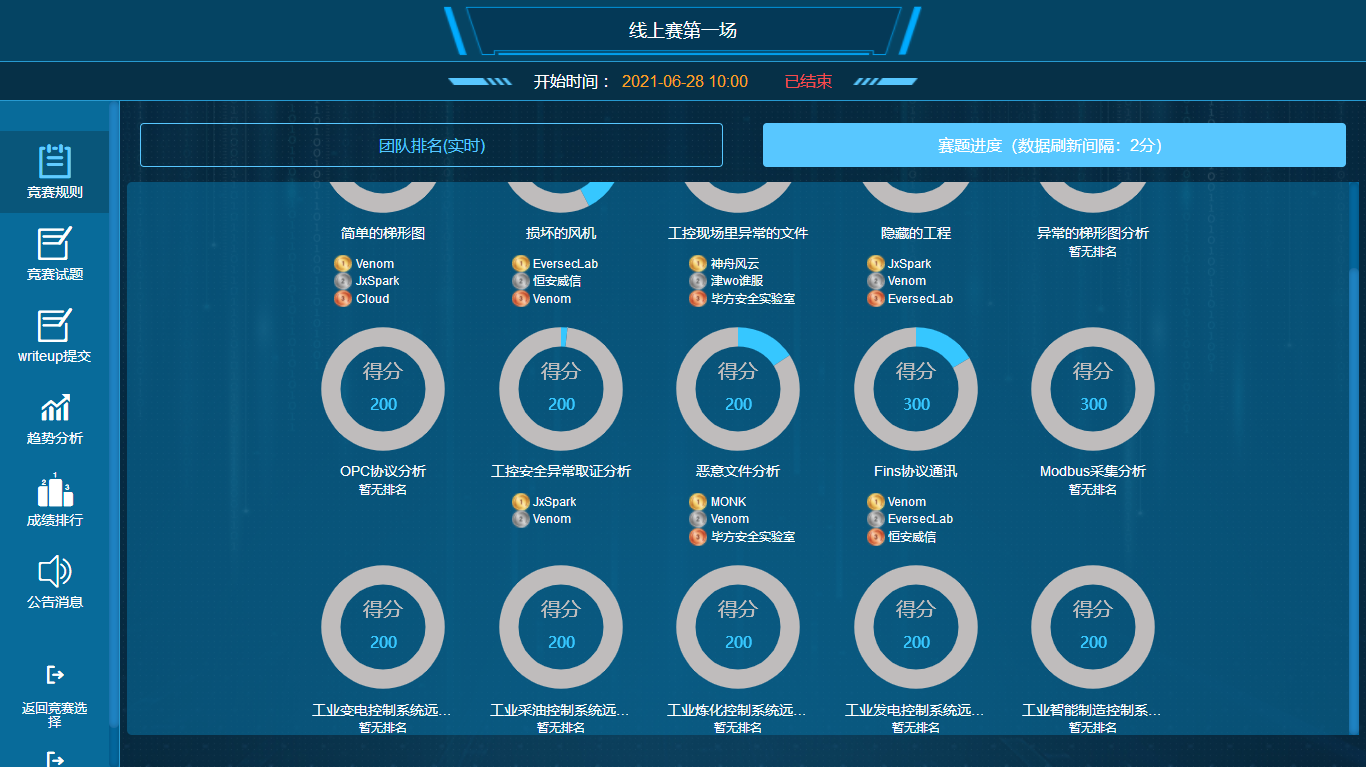 线上赛第一场
开始时间： 2021-06-28 10:00 已结束
竞赛规则
竞赛试题
writeup提交
趋势分析
成绩排行
公告消息
返回竞赛选
择
团队排名(实时)
赛题进度（数据刷新间隔：2分）
简单的梯形图
Venom
JxSpark
Cloud
损坏的风机
EversecLab
恒安威信
Venom
工控现场里异常的文件
神舟风云
津wo谁服
毕方安全实验室
隐藏的工程
JxSpark
Venom
EversecLab
异常的梯形图分析
暂无排名
得分
200
OPC协议分析
暂无排名
得分
200
工控安全异常取证分析
JxSpark
Venom
得分
200
恶意文件分析
MONK
Venom
毕方安全实验室
得分
300
Fins协议通讯
Venom
EversecLab
恒安威信
得分
300
Modbus采集分析
暂无排名
得分
200
工业变电控制系统远...
暂无排名
得分
200
工业采油控制系统远...
暂无排名
得分
200
工业炼化控制系统远...
暂无排名
得分
200
工业发电控制系统远...
暂无排名
得分
200
工业智能制造控制系...
暂无排名